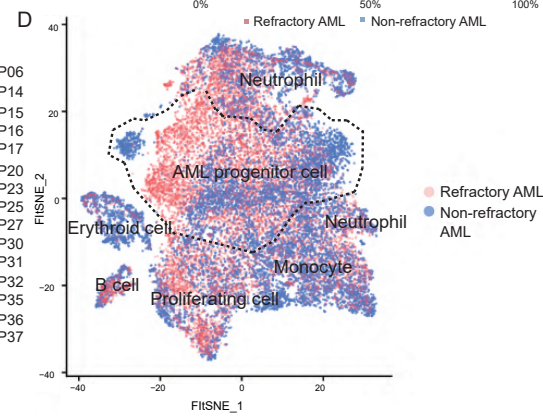 D
0% 50% 100%
Refractory AML Non-refractory AML
P06
P14
P15
P16
P17
P20
P23
P25
P27
P30
P31
P32
P35
P36
P37
40
20
0
−20
−40
FItSNE_2
Neutrophil
AML progenitor cell
Erythroid cell
Neutrophil
Monocyte
B cell
Proliferating cell
Refractory AML
Non-refractory
AML
−40 −20 0 20
FItSNE_1